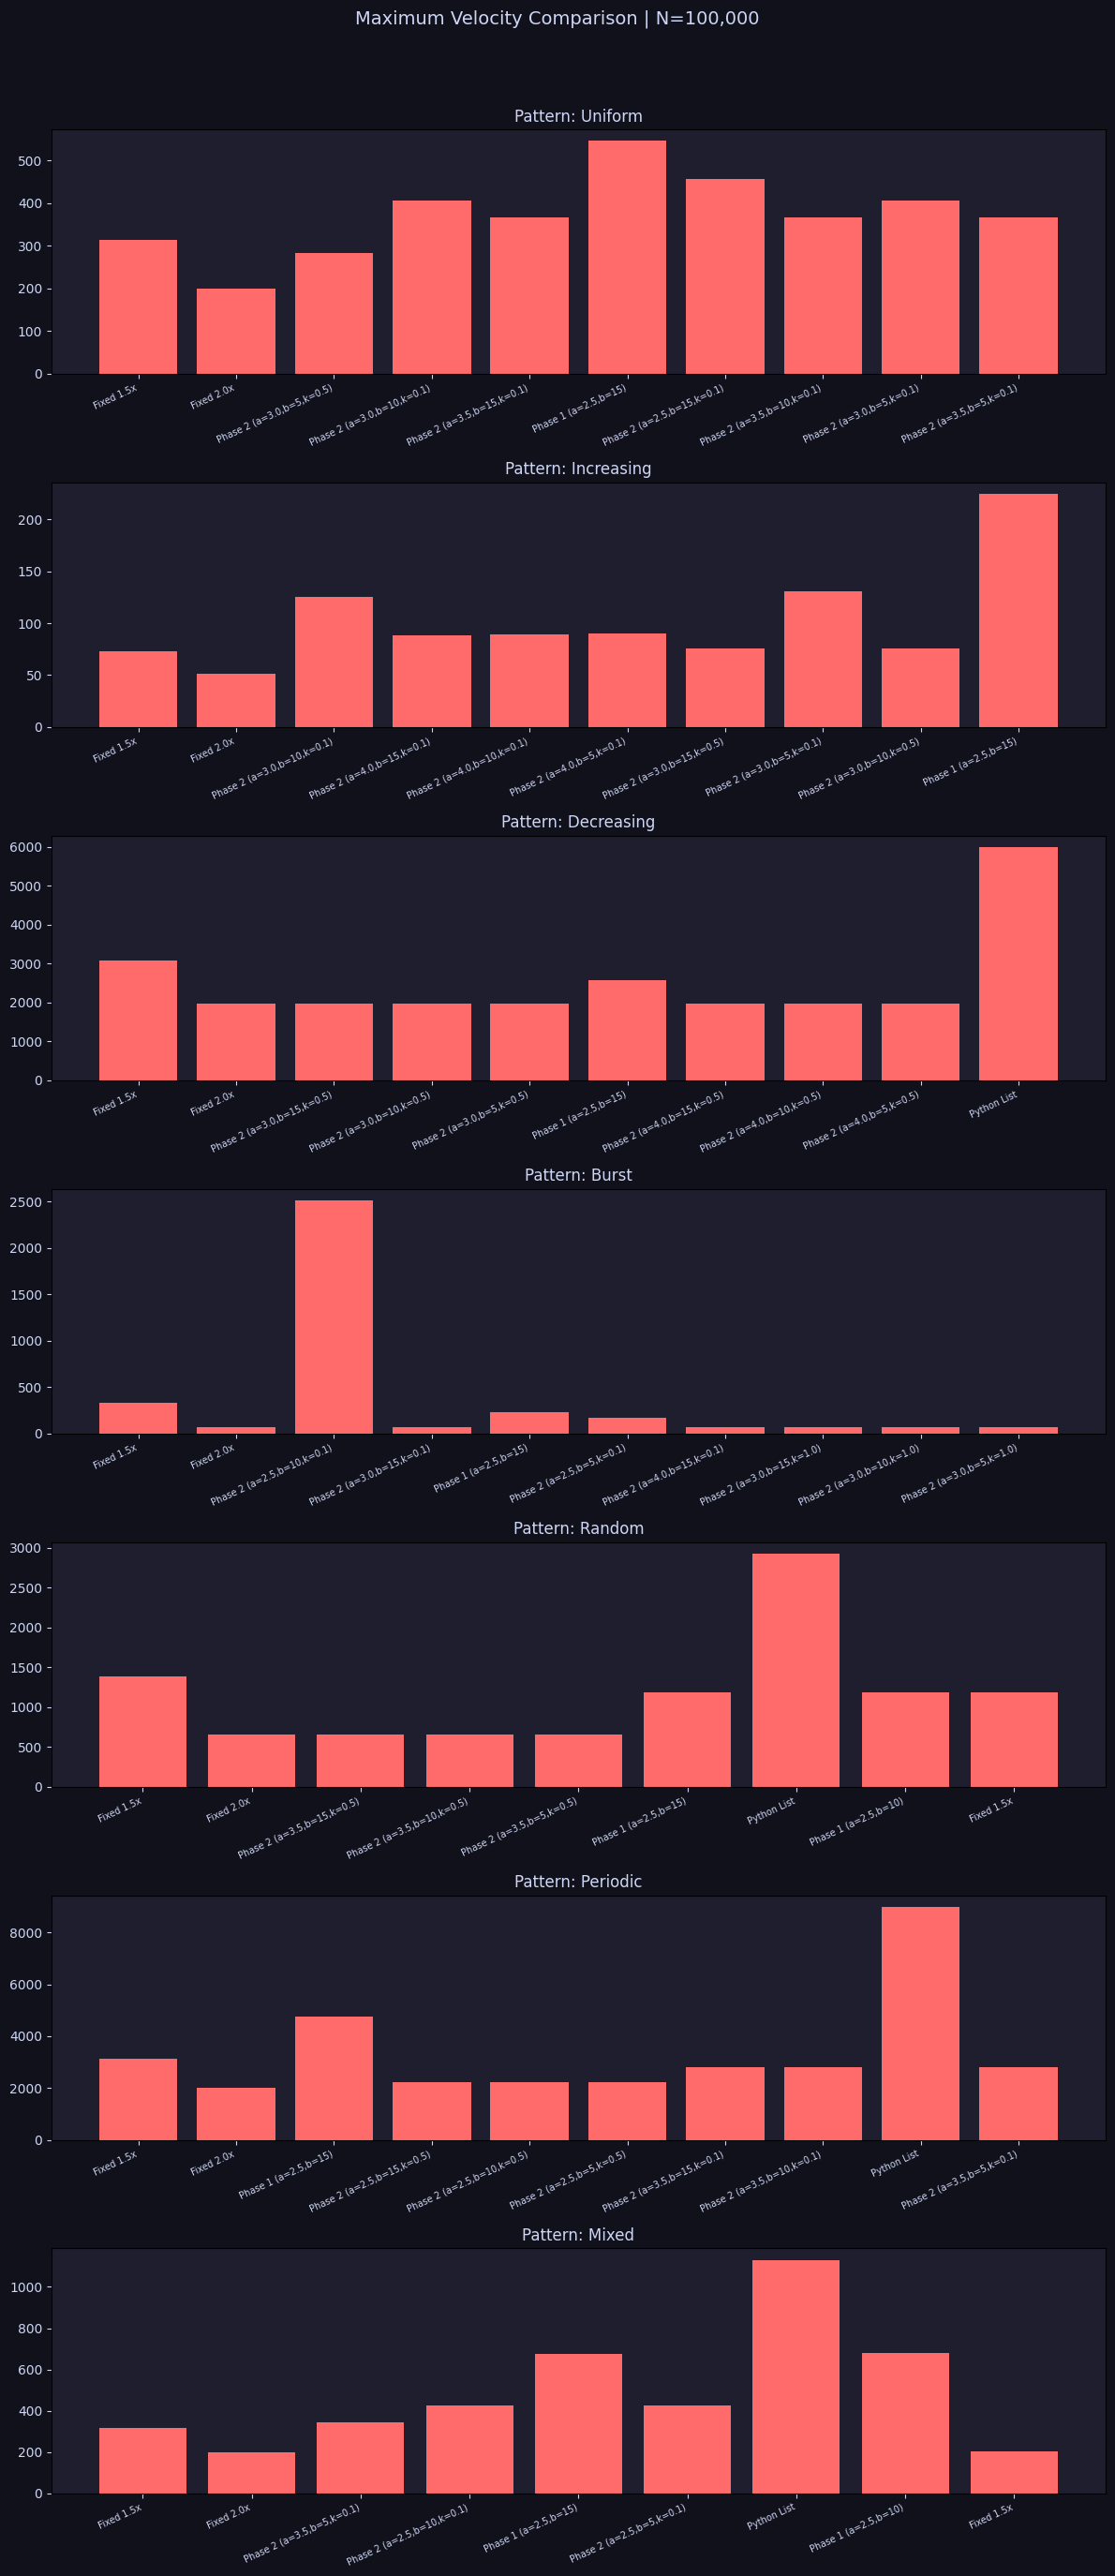 Maximum Velocity Comparison | N=100,000
Pattern: Uniform
500
400
300
200
100
0
Fixed 1.5x
Fixed 2.0x
Phase 2 (a=3.0,b=5,k=0.5)
Phase 2 (a=3.0,b=10,k=0.1)
Phase 2 (a=3.5,b=15,k=0.1)
Phase 1 (a=2.5,b=15)
Phase 2 (a=2.5,b=15,k=0.1)
Phase 2 (a=3.5,b=10,k=0.1)
Phase 2 (a=3.0,b=5,k=0.1)
Phase 2 (a=3.5,b=5,k=0.1)
Pattern: Increasing
200
150
100
50
0
Fixed 1.5x
Fixed 2.0x
Phase 2 (a=3.0,b=10,k=0.1)
Phase 2 (a=4.0,b=15,k=0.1)
Phase 2 (a=4.0,b=10,k=0.1)
Phase 2 (a=4.0,b=5,k=0.1)
Phase 2 (a=3.0,b=15,k=0.5)
Phase 2 (a=3.0,b=5,k=0.1)
Phase 2 (a=3.0,b=10,k=0.5)
Phase 1 (a=2.5,b=15)
Pattern: Decreasing
6000
5000
4000
3000
2000
1000
0
Fixed 1.5x
Fixed 2.0x
Phase 2 (a=3.0,b=15,k=0.5)
Phase 2 (a=3.0,b=10,k=0.5)
Phase 2 (a=3.0,b=5,k=0.5)
Phase 1 (a=2.5,b=15)
Phase 2 (a=4.0,b=15,k=0.5)
Phase 2 (a=4.0,b=10,k=0.5)
Phase 2 (a=4.0,b=5,k=0.5)
Python List
Pattern: Burst
2500
2000
1500
1000
500
0
Fixed 1.5x
Fixed 2.0x
Phase 2 (a=2.5,b=10,k=0.1)
Phase 2 (a=3.0,b=15,k=0.1)
Phase 1 (a=2.5,b=15)
Phase 2 (a=2.5,b=5,k=0.1)
Phase 2 (a=4.0,b=15,k=0.1)
Phase 2 (a=3.0,b=15,k=1.0)
Phase 2 (a=3.0,b=10,k=1.0)
Phase 2 (a=3.0,b=5,k=1.0)
Pattern: Random
3000
2500
2000
1500
1000
500
0
Fixed 1.5x
Fixed 2.0x
Phase 2 (a=3.5,b=15,k=0.5)
Phase 2 (a=3.5,b=10,k=0.5)
Phase 2 (a=3.5,b=5,k=0.5)
Phase 1 (a=2.5,b=15)
Python List
Phase 1 (a=2.5,b=10)
Fixed 1.5x
Pattern: Periodic
8000
6000
4000
2000
0
Fixed 1.5x
Fixed 2.0x
Phase 1 (a=2.5,b=15)
Phase 2 (a=2.5,b=15,k=0.5)
Phase 2 (a=2.5,b=10,k=0.5)
Phase 2 (a=2.5,b=5,k=0.5)
Phase 2 (a=3.5,b=15,k=0.1)
Phase 2 (a=3.5,b=10,k=0.1)
Python List
Phase 2 (a=3.5,b=5,k=0.1)
Pattern: Mixed
1000
800
600
400
200
0
Fixed 1.5x
Fixed 2.0x
Phase 2 (a=3.5,b=5,k=0.1)
Phase 2 (a=2.5,b=10,k=0.1)
Phase 1 (a=2.5,b=15)
Phase 2 (a=2.5,b=5,k=0.1)
Python List
Phase 1 (a=2.5,b=10)
Fixed 1.5x